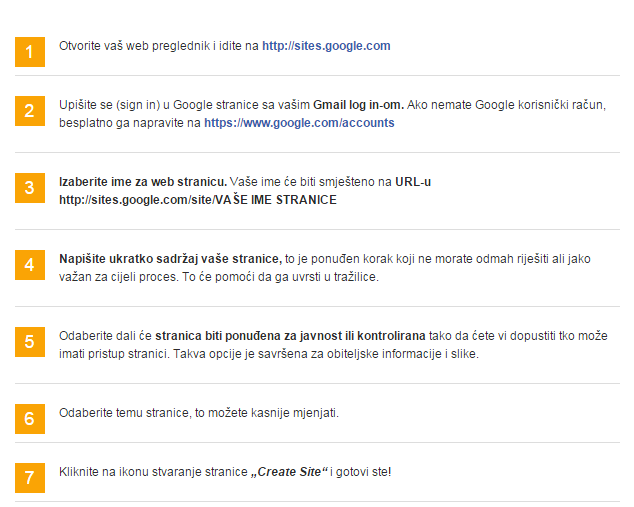 1 Otvorite vaš web preglednik i idite na http://sites.google.com
2 Upišite se (sign in) u Google stranice sa vašim Gmail log in-om. Ako nemate Google korisnički račun,
besplatno ga napravite na https://www.google.com/accounts
3 Izaberite ime za web stranicu. Vaše ime će biti smješteno na URL-u
http://sites.google.com/site/VAŠE IME STRANICE
4 Napišite ukratko sadržaj vaše stranice, to je ponuđen korak koji ne morate odmah riješiti ali jako
važan za cijeli proces. To će pomoći da ga uvrsti u tražilice.
5 Odaberite dali će stranica biti ponuđena za javnost ili kontrolirana tako da ćete vi dopustiti tko može
imati pristup stranici. Takva opcije je savršena za obiteljske informacije i slike.
6 Odaberite temu stranice, to možete kasnije mjenjati.
7 Kliknite na ikonu stvaranje stranice „Create Site“ i gotovi ste!